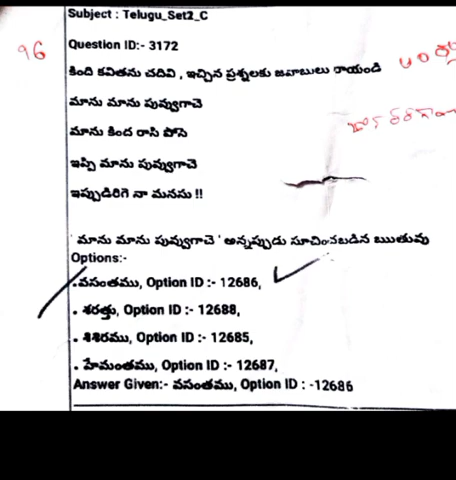 Subject : Telugu_Set2_C
96
Question ID:- 3172
కింది కవితను చదివి , ఇచ్చిన ప్రశ్నలకు జవాబులు రాయండి
మాను మాను పువ్వుగాచె
మాను కింద రాసి పోసె
ఇప్ప మాను పువ్వుగాచె
ఇప్పుడిరిగె నా మనసు !!
' మాను మాను పువ్వుగాచె ' అన్నప్పుడు సూచించబడిన ఋతువు
Options:-
.వసంతము, Option ID :- 12686,
. శరత్తు, Option ID :- 12688,
. శిశిరము, Option ID :- 12685,
. హేమంతము, Option ID :- 12687,
Answer Given:- వసంతము, Option ID : -12686